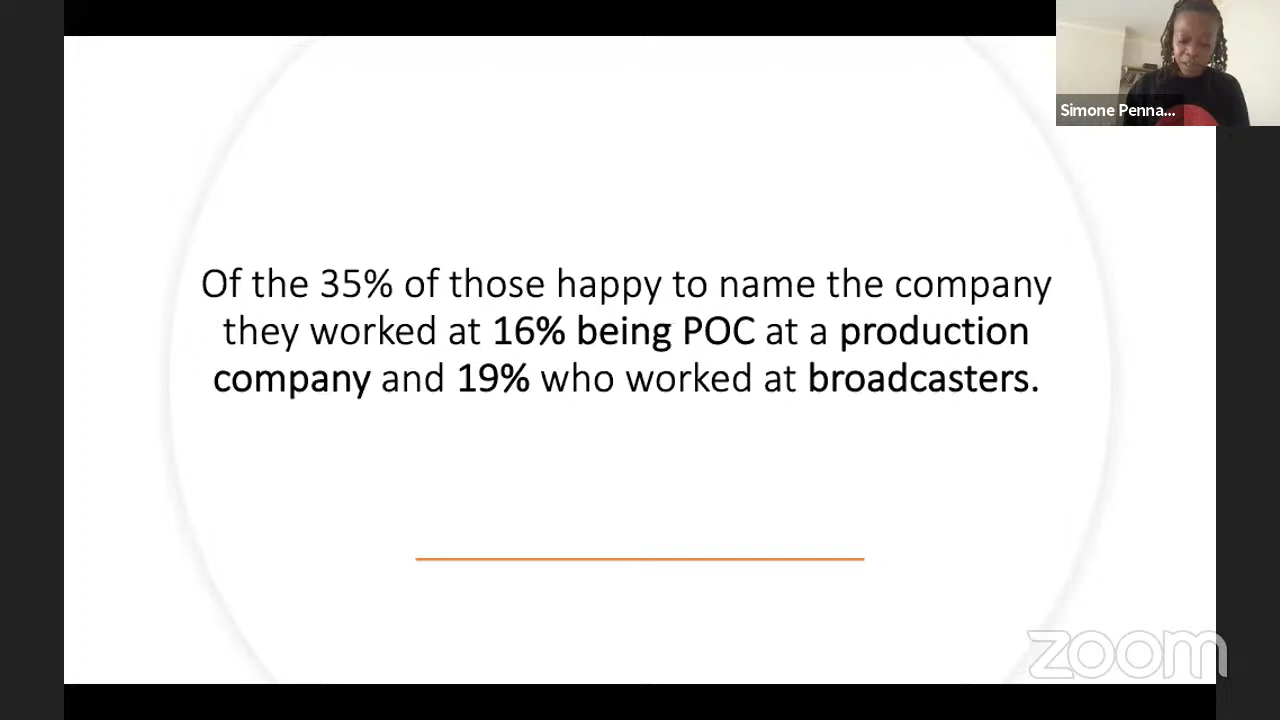 Simone Penna...
Of the 35% of those happy to name the company
they worked at 16% being POC at a production
company and 19% who worked at broadcasters.
zoom